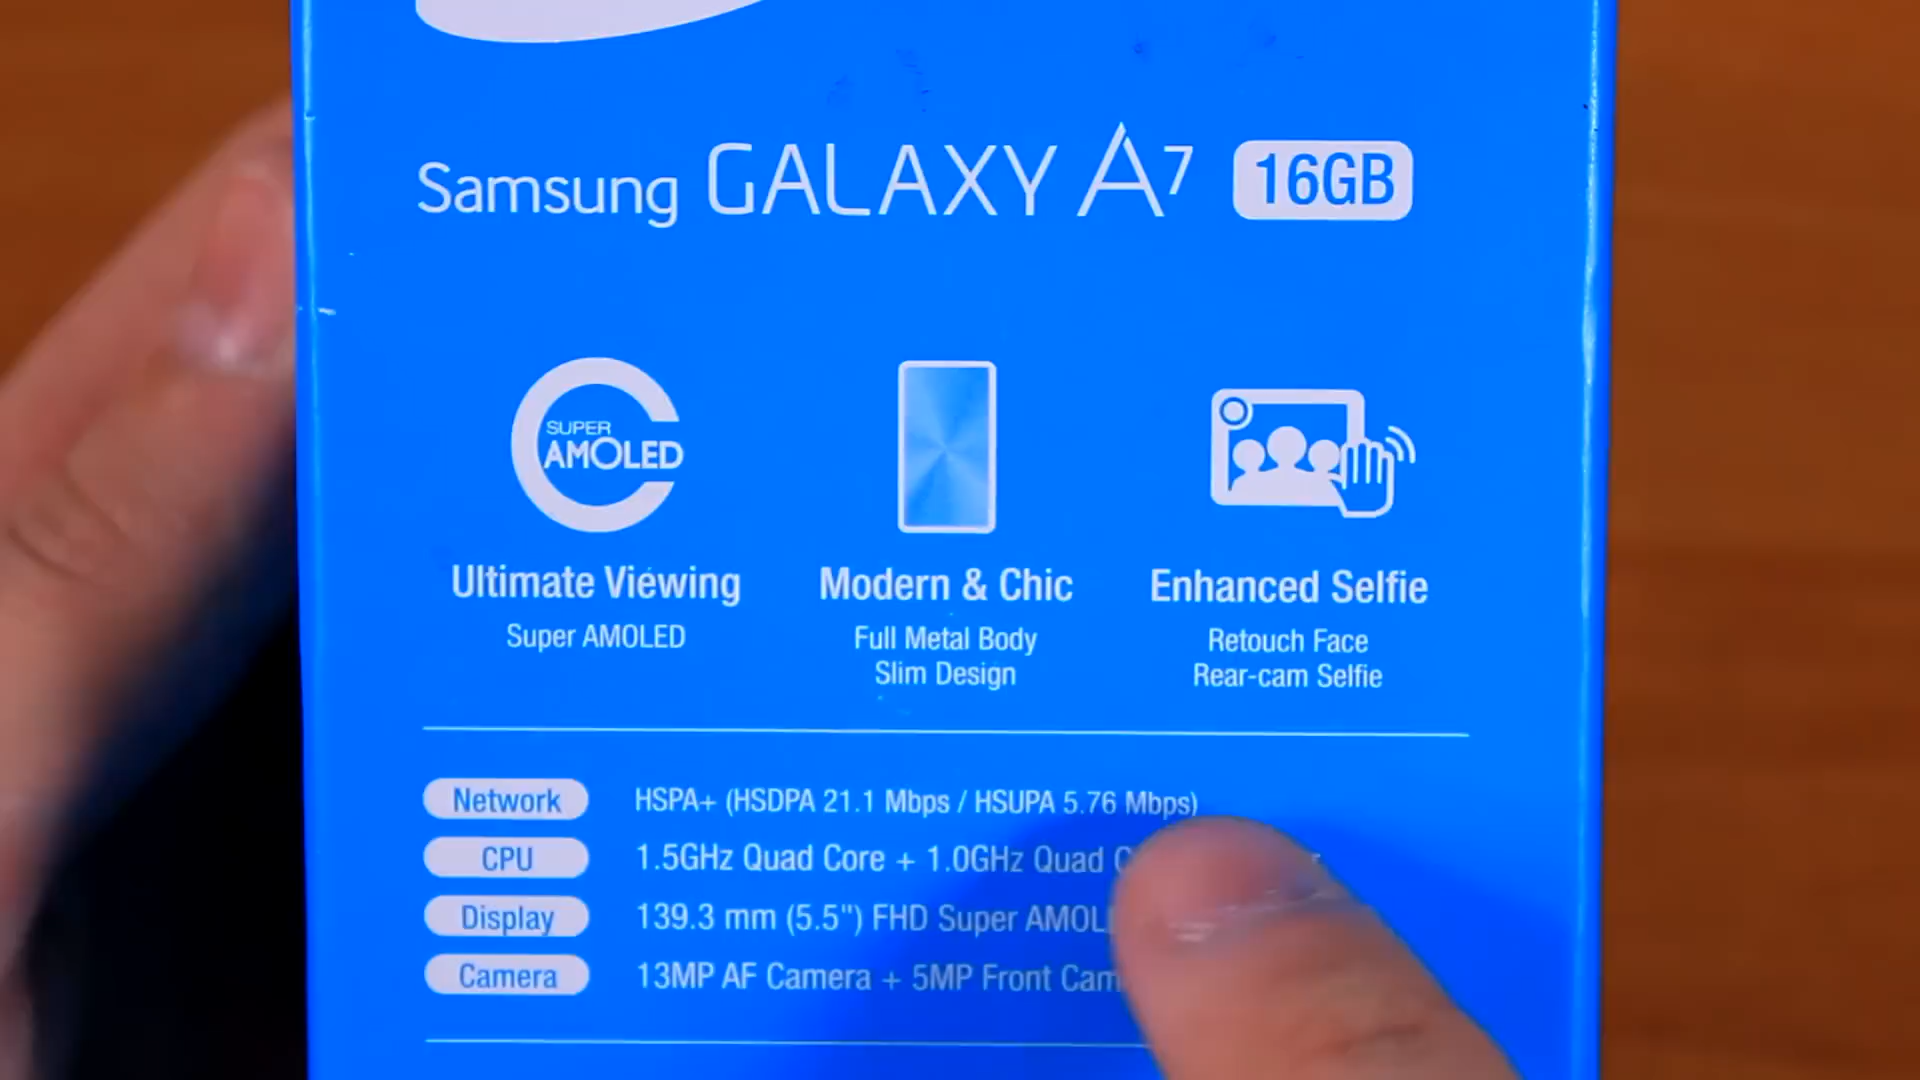 Samsung GALAXY A7 16GB
SUPER
AMOLED
Ultimate Viewing
Super AMOLED
Modern & Chic
Full Metal Body
Slim Design
Enhanced Selfie
Retouch Face
Rear-cam Selfie
Network HSPA+ (HSDPA 21.1 Mbps / HSUPA 5.76 Mbps)
CPU 1.5GHz Quad Core + 1.0GHz Quad
Display 139.3 mm (5.5") FHD Super
Camera 13MP AF Camera + 5MP Front